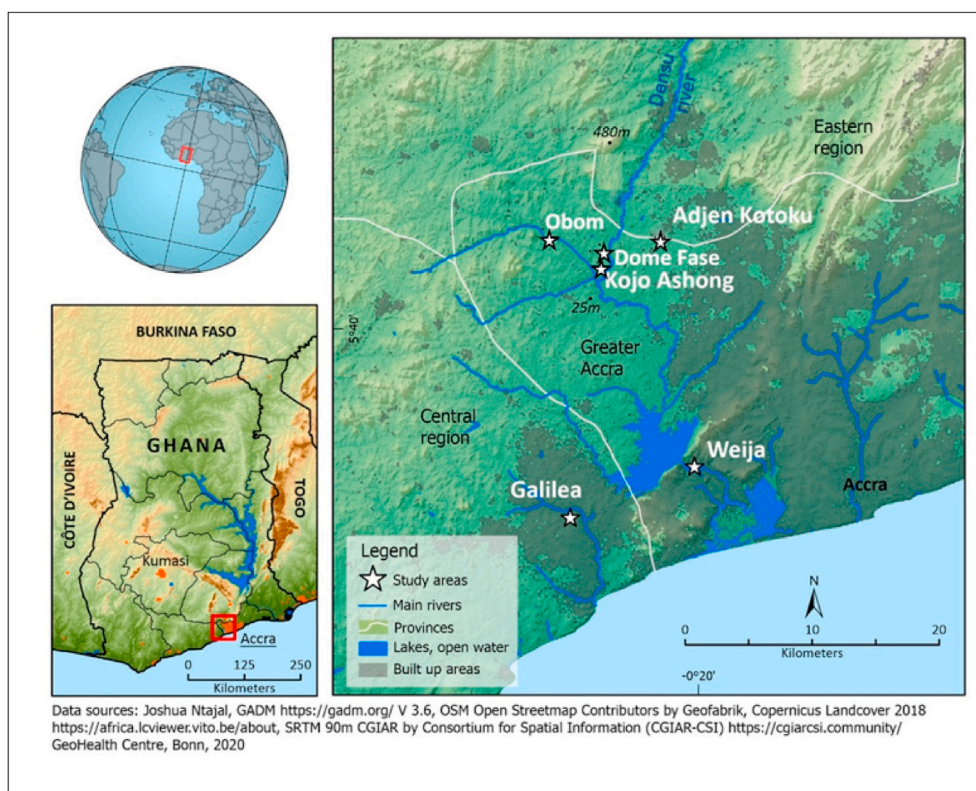 BURKINA FASO
CÔTE D'IVOIRE
GHANA
TOGO
Kumasi
Accra
0 125 250
Kilometers
Densu
river
480m
Eastern
region
Obom
Adjen Kotoku
Dome Fase
Kojo Ashong
25m
5°40'
Greater
Accra
Central
region
Weija
Galilea
Accra
Legend
Study areas
Main rivers
Provinces
Lakes, open water
Built up areas
N
0 10 20
Kilometers
-0°20'
Data sources: Joshua Ntajal, GADM https://gadm.org/ V 3.6, OSM Open Streetmap Contributors by Geofabrik, Copernicus Landcover 2018
https://africa.lcviewer.vito.be/about, SRTM 90m CGIAR by Consortium for Spatial Information (CGIAR-CSI) https://cgiarcsi.community/
GeoHealth Centre, Bonn, 2020